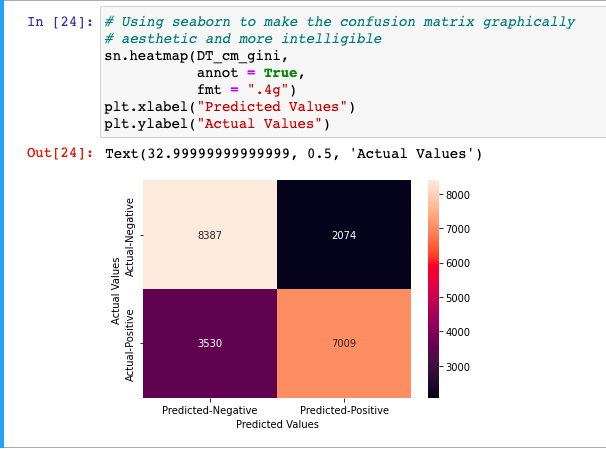 In [24]: # Using seaborn to make the confusion matrix graphically
# aesthetic and more intelligible
sn.heatmap(DT_cm_gini,
annot = True,
fmt = ".4g")
plt.xlabel("Predicted Values")
plt.ylabel("Actual Values")
Out[24]: Text(32.99999999999999, 0.5, 'Actual Values')
Actual Values
Actual-Negative
Actual-Positive
8387 2074
3530 7009
Predicted-Negative Predicted-Positive
Predicted Values
8000
7000
6000
5000
4000
3000